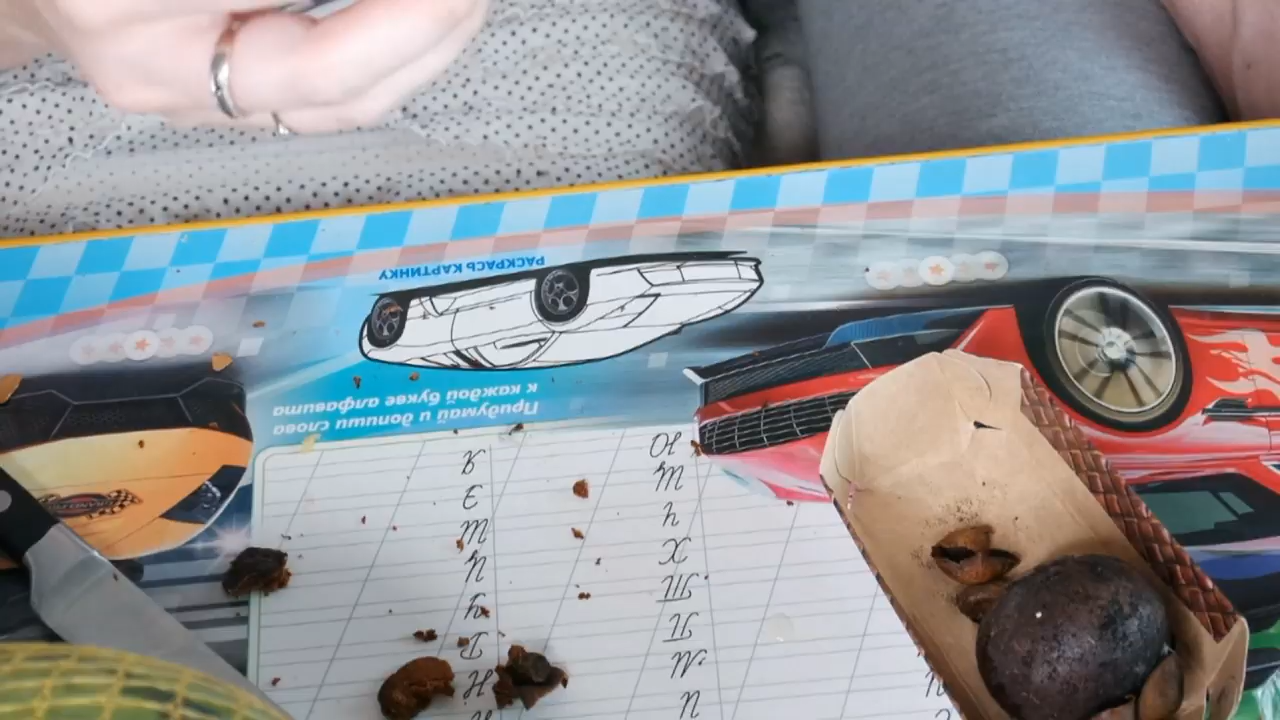 М Н
П Р
Т У
Х Ц
Ч Ш
Щ Э
Ю Я
Придумай и допиши слова
к каждой букве алфавита
РАСКРАСЬ КАРТИНКУ